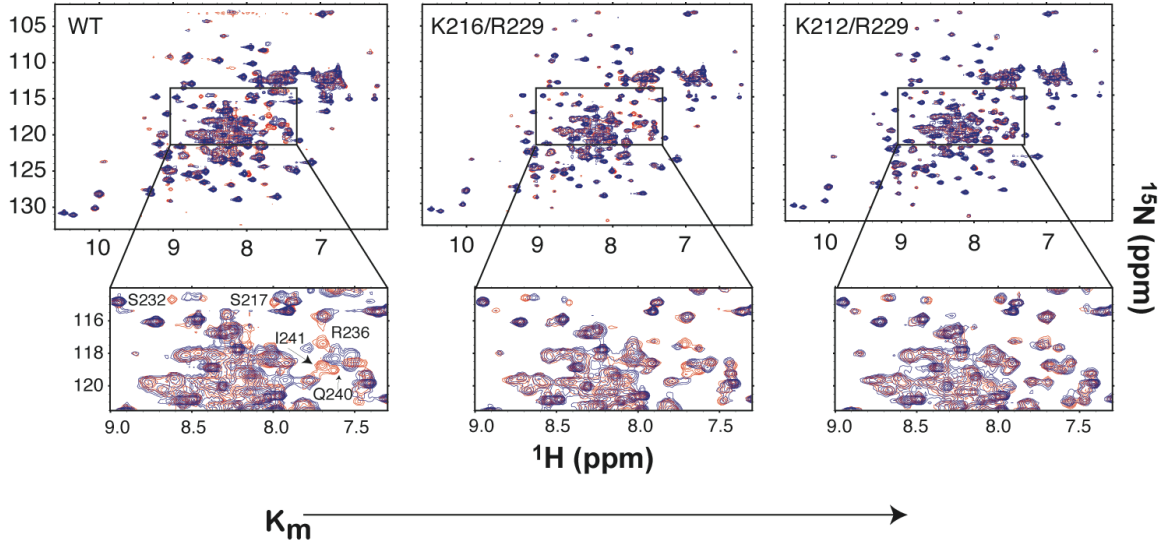 WT
K216/R229
K212/R229
105
110
115
120
125
130
10 9 8 7
10 9 8 7
10 9 8 7
15N (ppm)
S232 S217
R236
I241
Q240
116
118
120
9.0 8.5 8.0 7.5
9.0 8.5 8.0 7.5
9.0 8.5 8.0 7.5
1H (ppm)
Km